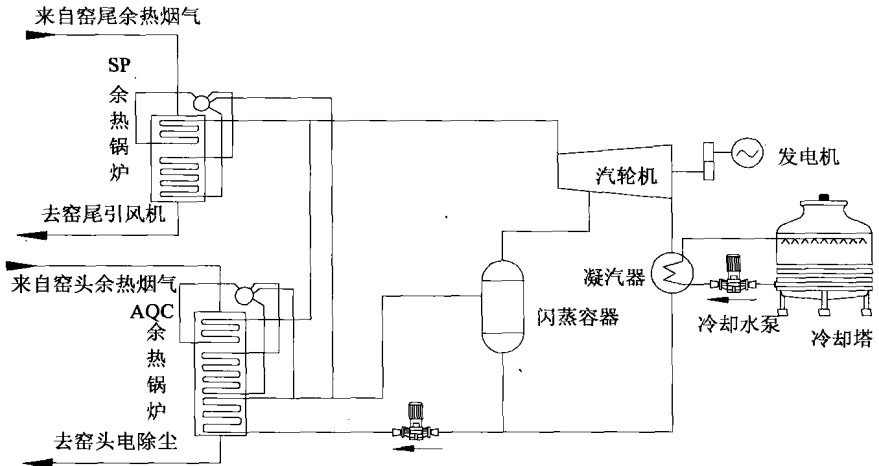 来自窑尾余热烟气
SP
余
热
锅
炉
去窑尾引风机
来自窑头余热烟气
AQC
余
热
锅
炉
去窑头电除尘
汽轮机
发电机
凝汽器
闪蒸容器
冷却水泵
冷却塔